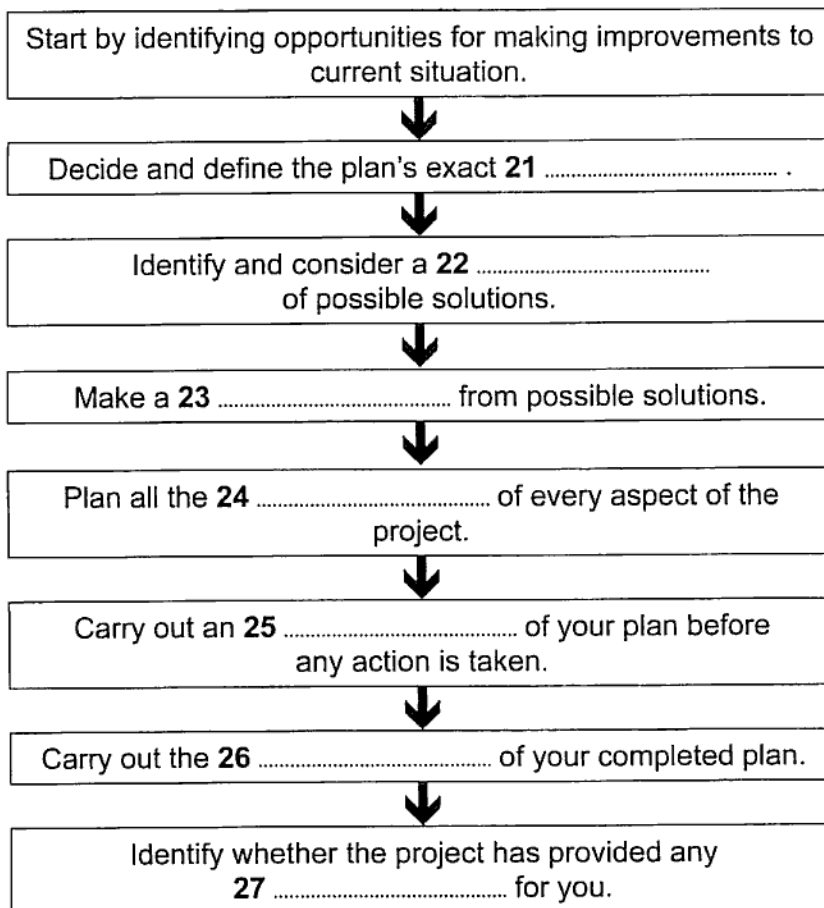 Start by identifying opportunities for making improvements to
current situation.
Decide and define the plan's exact 21 ........................................ .
Identify and consider a 22 ........................................
of possible solutions.
Make a 23 ........................................ from possible solutions.
Plan all the 24 ........................................ of every aspect of the
project.
Carry out an 25 ........................................ of your plan before
any action is taken.
Carry out the 26 ........................................ of your completed plan.
Identify whether the project has provided any
27 ........................................ for you.